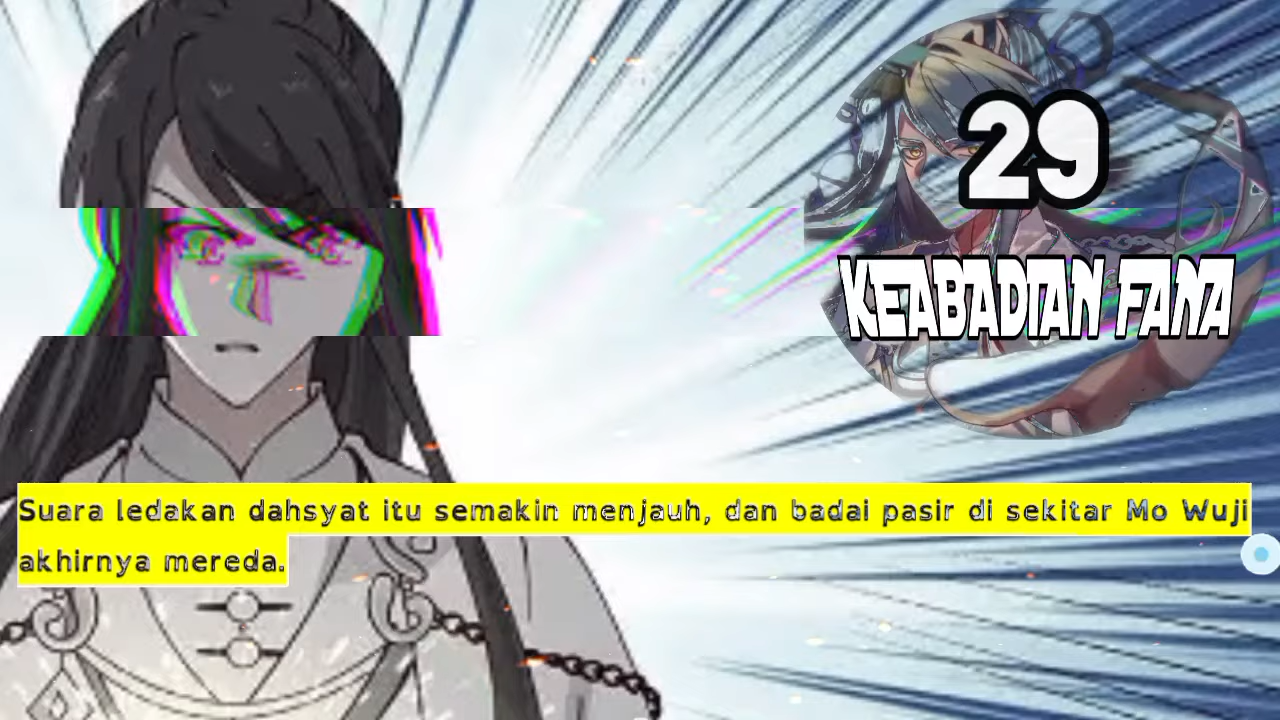 29
KEABADIAN FANA
Suara ledakan dahsyat itu semakin menjauh, dan badai pasir di sekitar Mo Wuji
akhirnya mereda.